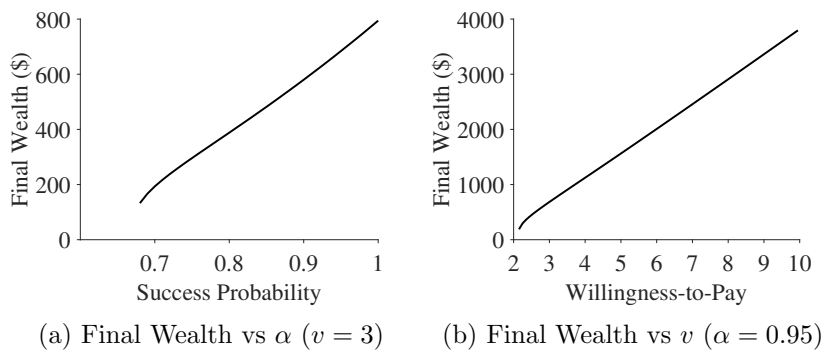 Final Wealth ($)
800
600
400
200
0
0.7 0.8 0.9 1
Success Probability
(a) Final Wealth vs α (v = 3)
Final Wealth ($)
4000
3000
2000
1000
0
2 3 4 5 6 7 8 9 10
Willingness-to-Pay
(b) Final Wealth vs v (α = 0.95)